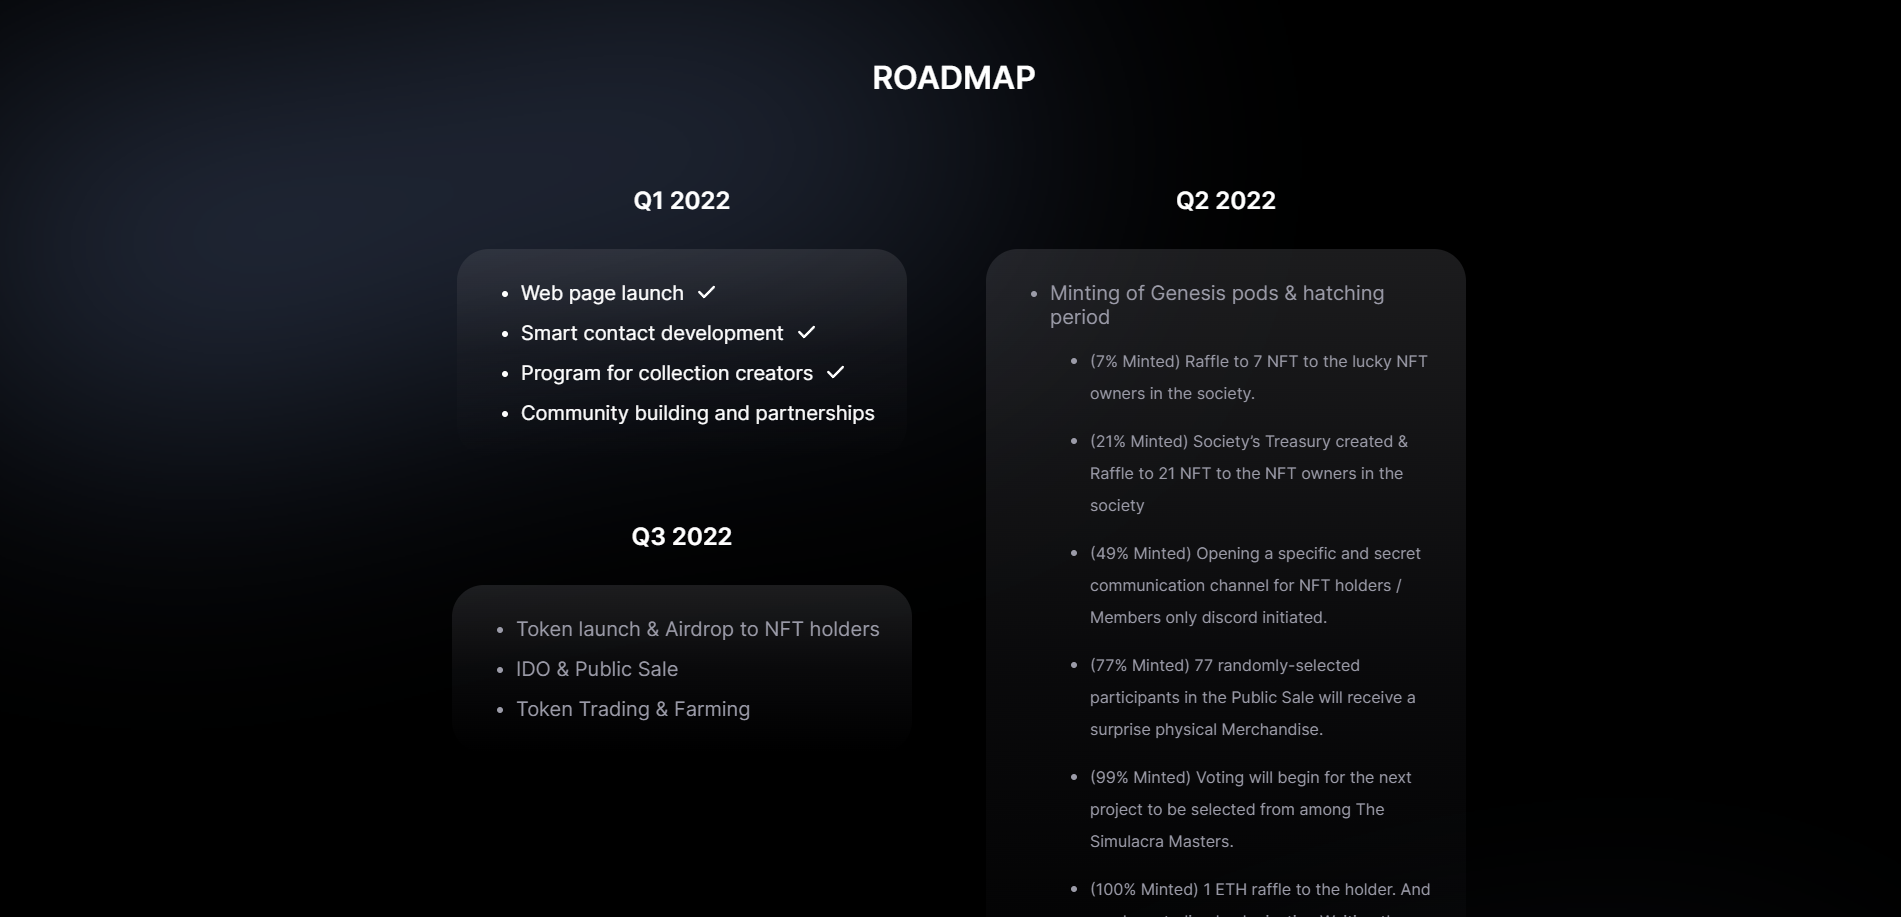 ROADMAP
Q1 2022
Web page launch
Smart contact development
Program for collection creators
Community building and partnerships
Q2 2022
Minting of Genesis pods & hatching
period
(7% Minted) Raffle to 7 NFT to the lucky NFT
owners in the society.
(21% Minted) Society’s Treasury created &
Raffle to 21 NFT to the NFT owners in the
society
(49% Minted) Opening a specific and secret
communication channel for NFT holders /
Members only discord initiated.
(77% Minted) 77 randomly-selected
participants in the Public Sale will receive a
surprise physical Merchandise.
(99% Minted) Voting will begin for the next
project to be selected from among The
Simulacra Masters.
(100% Minted) 1 ETH raffle to the holder. And
Q3 2022
Token launch & Airdrop to NFT holders
IDO & Public Sale
Token Trading & Farming